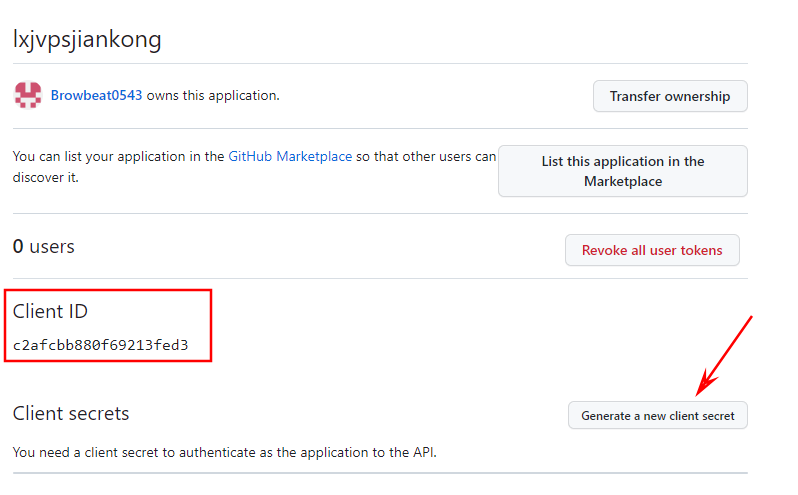 lxjvpsjiankong
Browbeat0543 owns this application.
Transfer ownership
You can list your application in the GitHub Marketplace so that other users can
discover it.
List this application in the
Marketplace
0 users
Revoke all user tokens
Client ID
c2afcbb880f69213fed3
Client secrets
Generate a new client secret
You need a client secret to authenticate as the application to the API.